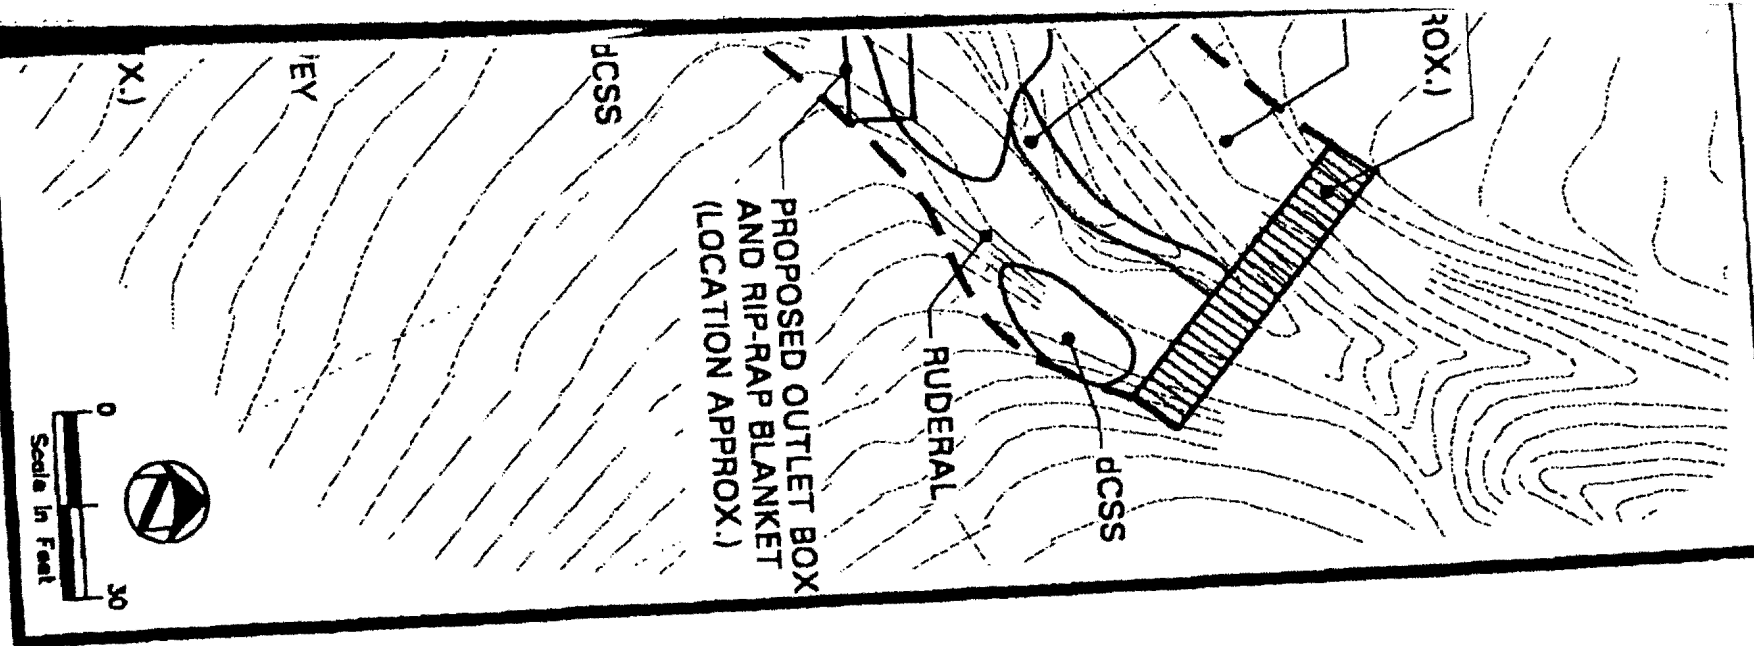 ROX.)
dCSS
X.)
PROPOSED OUTLET BOX
AND RIP-RAP BLANKET
(LOCATION APPROX.)
RUDERAL
dCSS
0
30
Scale In Feet